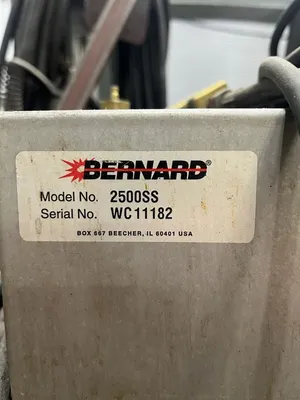 BERNARD
Model No. 2500SS
Serial No. WC11182
BOX 667 BEECHER, IL 60401 USA